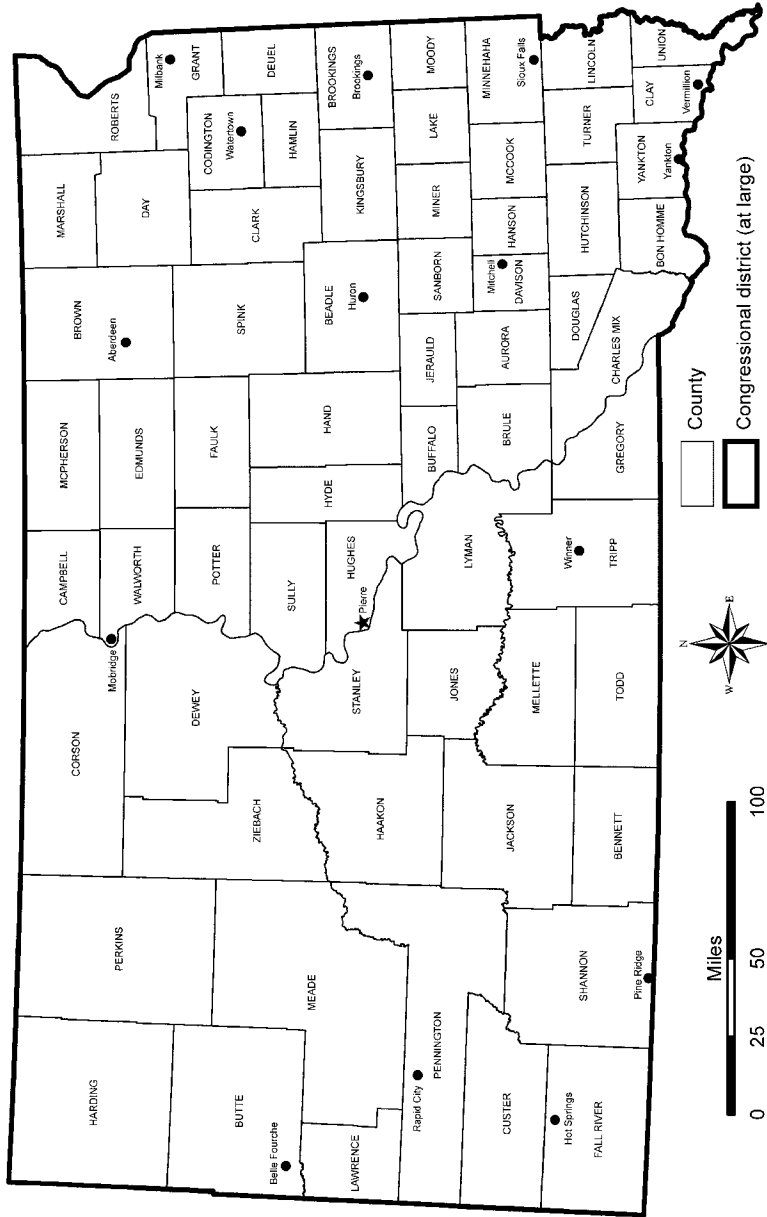 HARDING
PERKINS
CORSON
CAMPBELL
MCPHERSON
BROWN
MARSHALL
ROBERTS
Mobridge
WALWORTH
EDMUNDS
Aberdeen
DAY
Milbank
GRANT
BUTTE
Belle Fourche
MEADE
ZIEBACH
DEWEY
POTTER
FAULK
SPINK
CLARK
CODINGTON
Watertown
DEUEL
HAMLIN
SULLY
HYDE
HAND
BEADLE
Huron
KINGSBURY
BROOKINGS
Brookings
LAWRENCE
HAAKON
STANLEY
HUGHES
Pierre
Rapid City
PENNINGTON
JACKSON
JONES
LYMAN
BUFFALO
JERAULD
SANBORN
MINER
LAKE
MOODY
BRULE
AURORA
Mitchell
DAVISON
HANSON
MCCOOK
MINNEHAHA
Sioux Falls
CUSTER
Hot Springs
FALL RIVER
SHANNON
Pine Ridge
BENNETT
MELLETTE
TODD
Winner
TRIPP
GREGORY
CHARLES MIX
DOUGLAS
HUTCHINSON
TURNER
LINCOLN
BON HOMME
YANKTON
Yankton
CLAY
Vermillion
UNION
Miles
0 25 50 100
N
W E
S
County
Congressional district (at large)